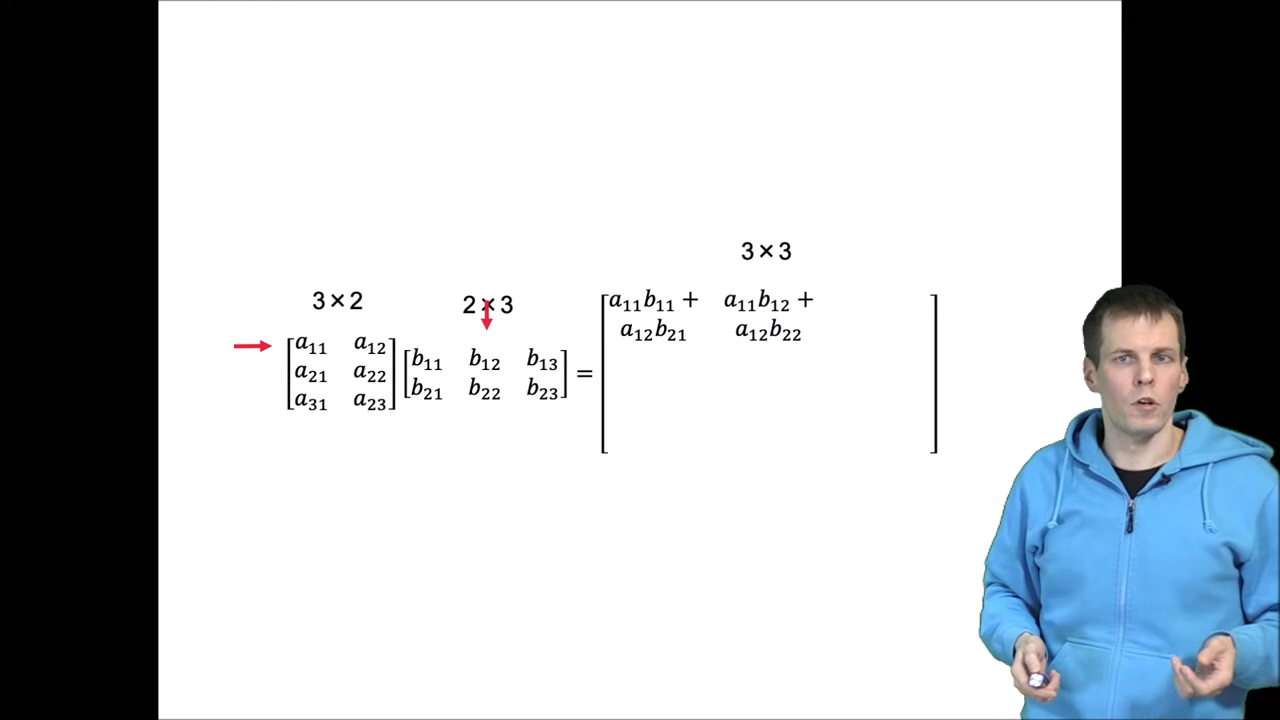 3×3
3×2 2×3
a₁₁b₁₁ + a₁₁b₁₂ +
a₁₂b₂₁ a₁₂b₂₂
a₁₁ a₁₂ b₁₁ b₁₂ b₁₃
a₂₁ a₂₂ b₂₁ b₂₂ b₂₃ =
a₃₁ a₂₃